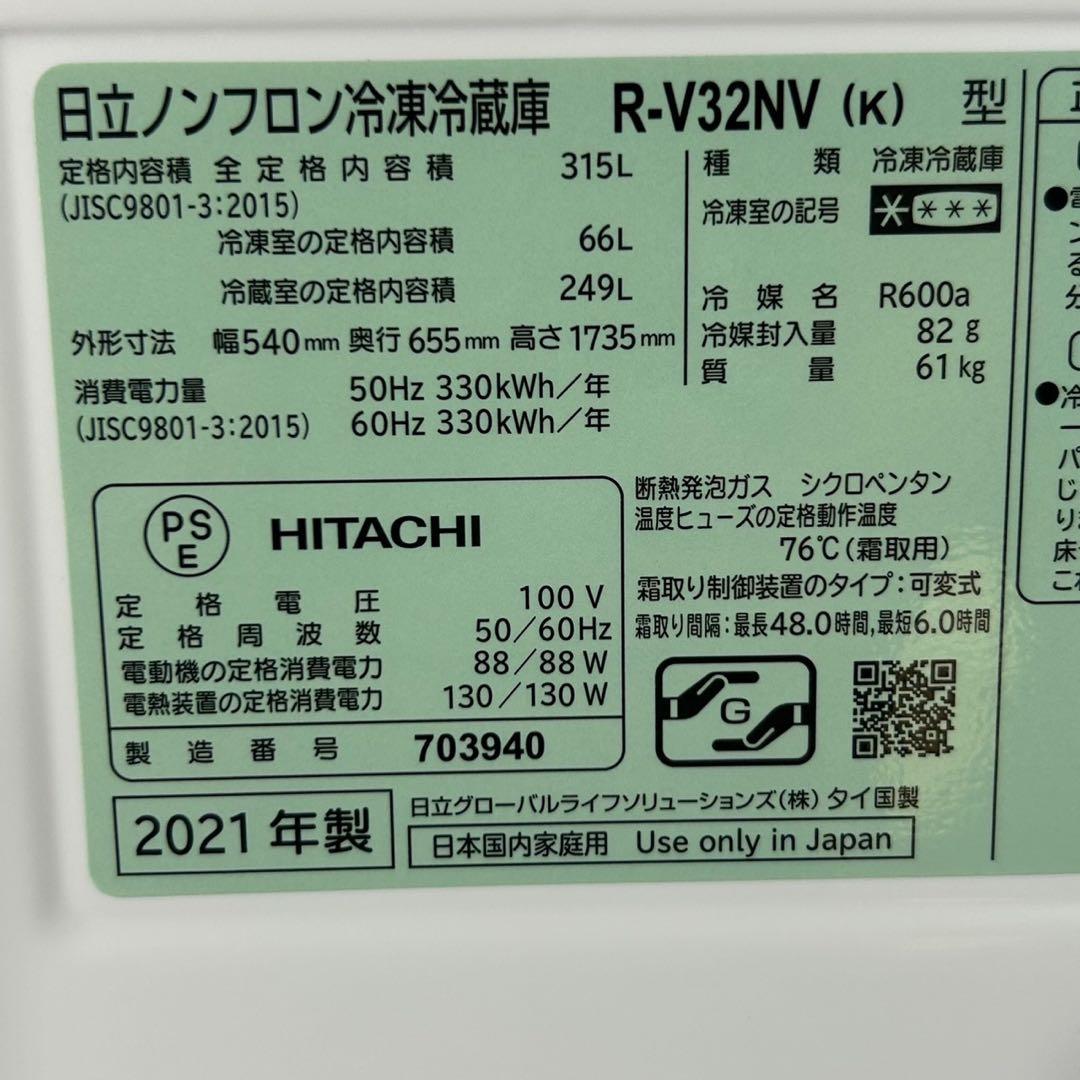 日立ノンフロン冷凍冷蔵庫 R-V32NV (K) 型
定格内容積 全定格内容積 315L
(JISC9801-3:2015)
冷凍室の定格内容積 66L
冷蔵室の定格内容積 249L
外形寸法 幅540mm 奥行655mm 高さ1735mm
消費電力量 50Hz 330kWh/年
(JISC9801-3:2015) 60Hz 330kWh/年
種類 冷凍冷蔵庫
冷凍室の記号
冷媒名 R600a
冷媒封入量 82g
質量 61kg
PSE HITACHI
定格電圧 100V
定格周波数 50/60Hz
電動機の定格消費電力 88/88W
電熱装置の定格消費電力 130/130W
製造番号 703940
断熱発泡ガス シクロペンタン
温度ヒューズの定格動作温度
76℃(霜取用)
霜取り制御装置のタイプ:可変式
霜取り間隔:最長48.0時間,最短6.0時間
G
2021年製
日立グローバルライフソリューションズ(株) タイ国製
日本国内家庭用 Use only in Japan